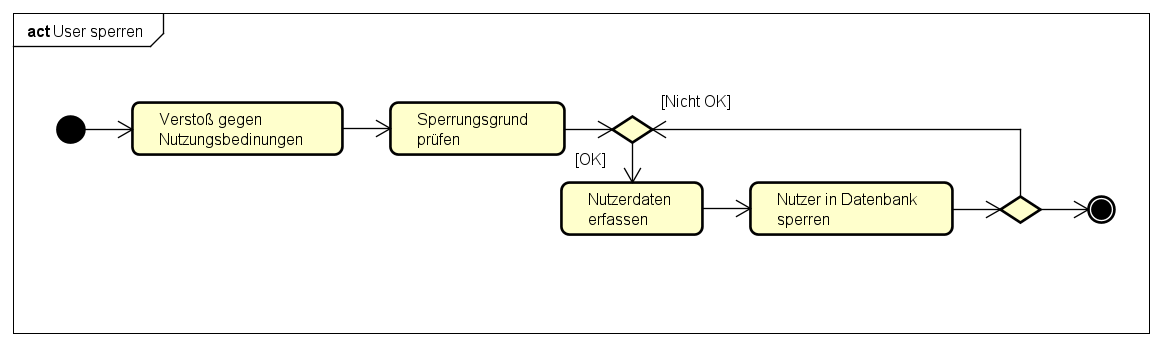 act User sperren
[Nicht OK]
Verstoß gegen
Nutzungsbedinungen
Sperrungsgrund
prüfen
[OK]
Nutzerdaten
erfassen
Nutzer in Datenbank
sperren